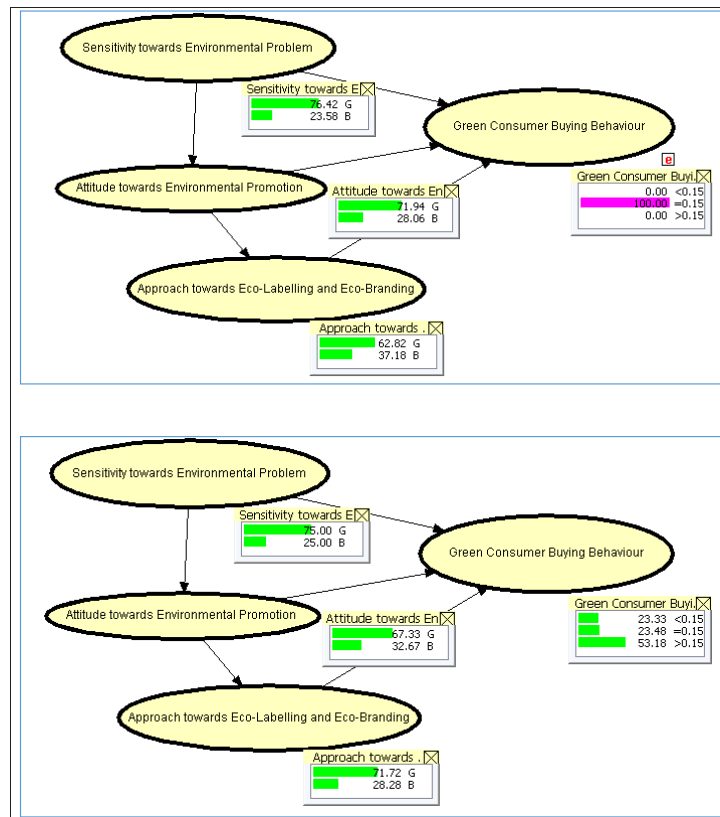 Sensitivity towards Environmental Problem
Sensitivity towards E
76.42 G
23.58 B
Green Consumer Buying Behaviour
e
Green Consumer Buyi.
0.00 <0.15
100.00 =0.15
0.00 >0.15
Attitude towards Environmental Promotion
Attitude towards En
71.94 G
28.06 B
Approach towards Eco-Labelling and Eco-Branding
Approach towards .
62.82 G
37.18 B
Sensitivity towards Environmental Problem
Sensitivity towards E
75.00 G
25.00 B
Green Consumer Buying Behaviour
Green Consumer Buyi.
23.33 <0.15
23.48 =0.15
53.18 >0.15
Attitude towards Environmental Promotion
Attitude towards En
67.33 G
32.67 B
Approach towards Eco-Labelling and Eco-Branding
Approach towards .
71.72 G
28.28 B